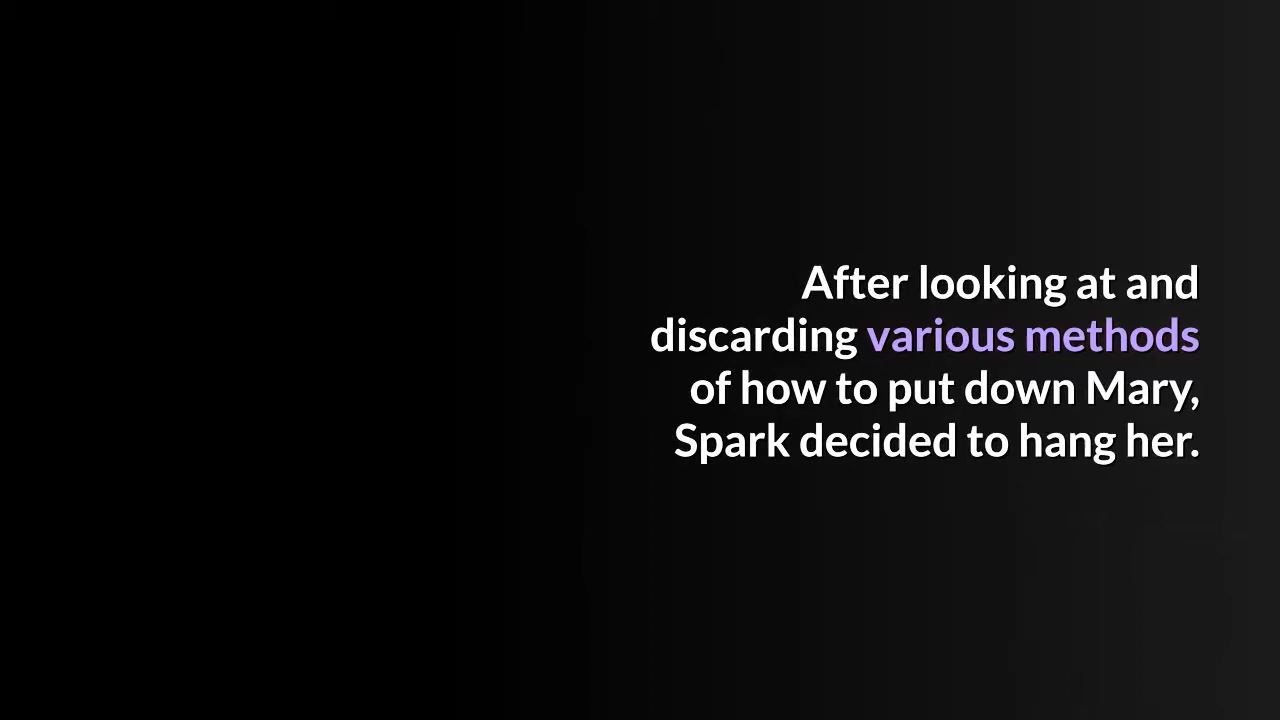 After looking at and
discarding various methods
of how to put down Mary,
Spark decided to hang her.